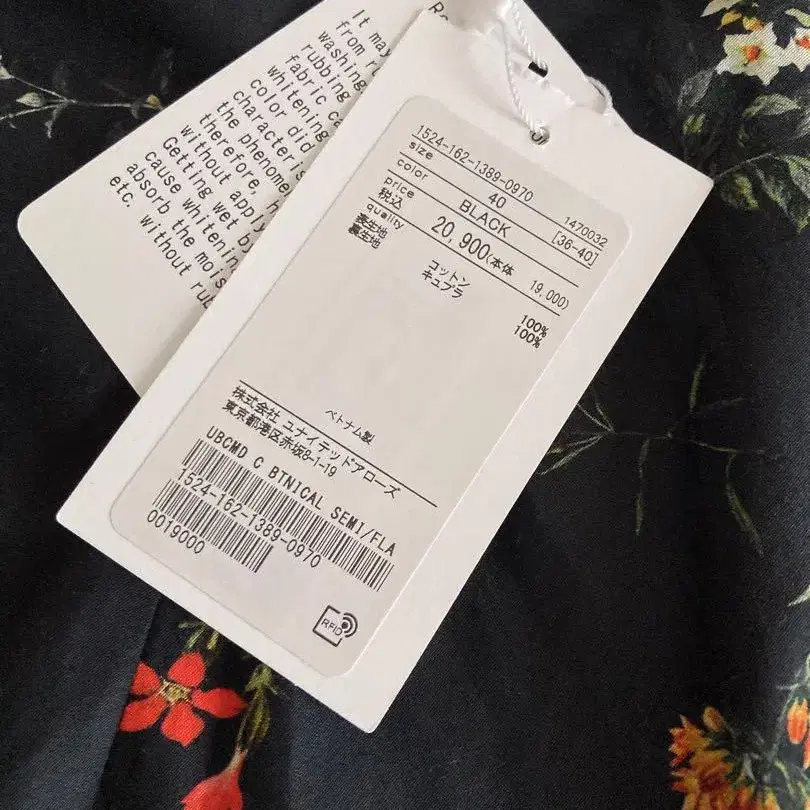 It may
from r
washing
rubbing
fabric ca
whitening
color did
character s
the phenome
therefore, h
without apply
Getting wet b
cause whitenin
absorb the mois
etc. without ru
1524-162-1389-0970
size 40 1470032
color BLACK [36-40]
price
税込 20,900(本体 19,000)
quality
表生地 コットン 100%
裏生地 キュプラ 100%
ベトナム製
株式会社 ユナイテッドアローズ
東京都港区赤坂8-1-19
UBCMD C BTNICAL SEMI/FLA
1524-162-1389-0970
0019000
RFID